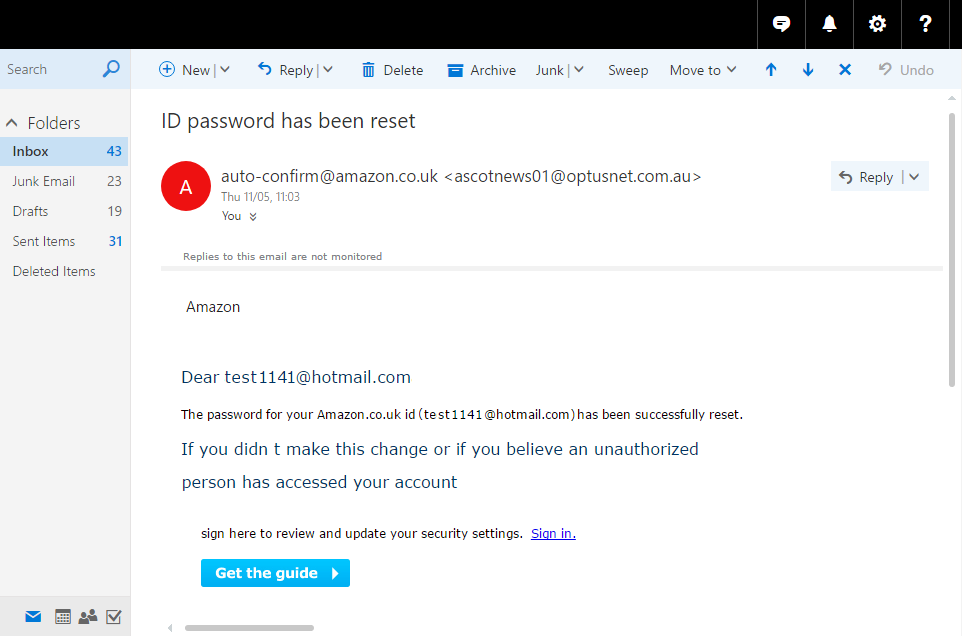 Search
New
Reply
Delete
Archive
Junk
Sweep
Move to
Undo
Folders
Inbox 43
Junk Email 23
Drafts 19
Sent Items 31
Deleted Items
ID password has been reset
A
auto-confirm@amazon.co.uk <ascotnews01@optusnet.com.au>
Thu 11/05, 11:03
You
Reply
Replies to this email are not monitored
Amazon
Dear test1141@hotmail.com
The password for your Amazon.co.uk id (test1141@hotmail.com) has been successfully reset.
If you didn t make this change or if you believe an unauthorized
person has accessed your account
sign here to review and update your security settings. Sign in.
Get the guide